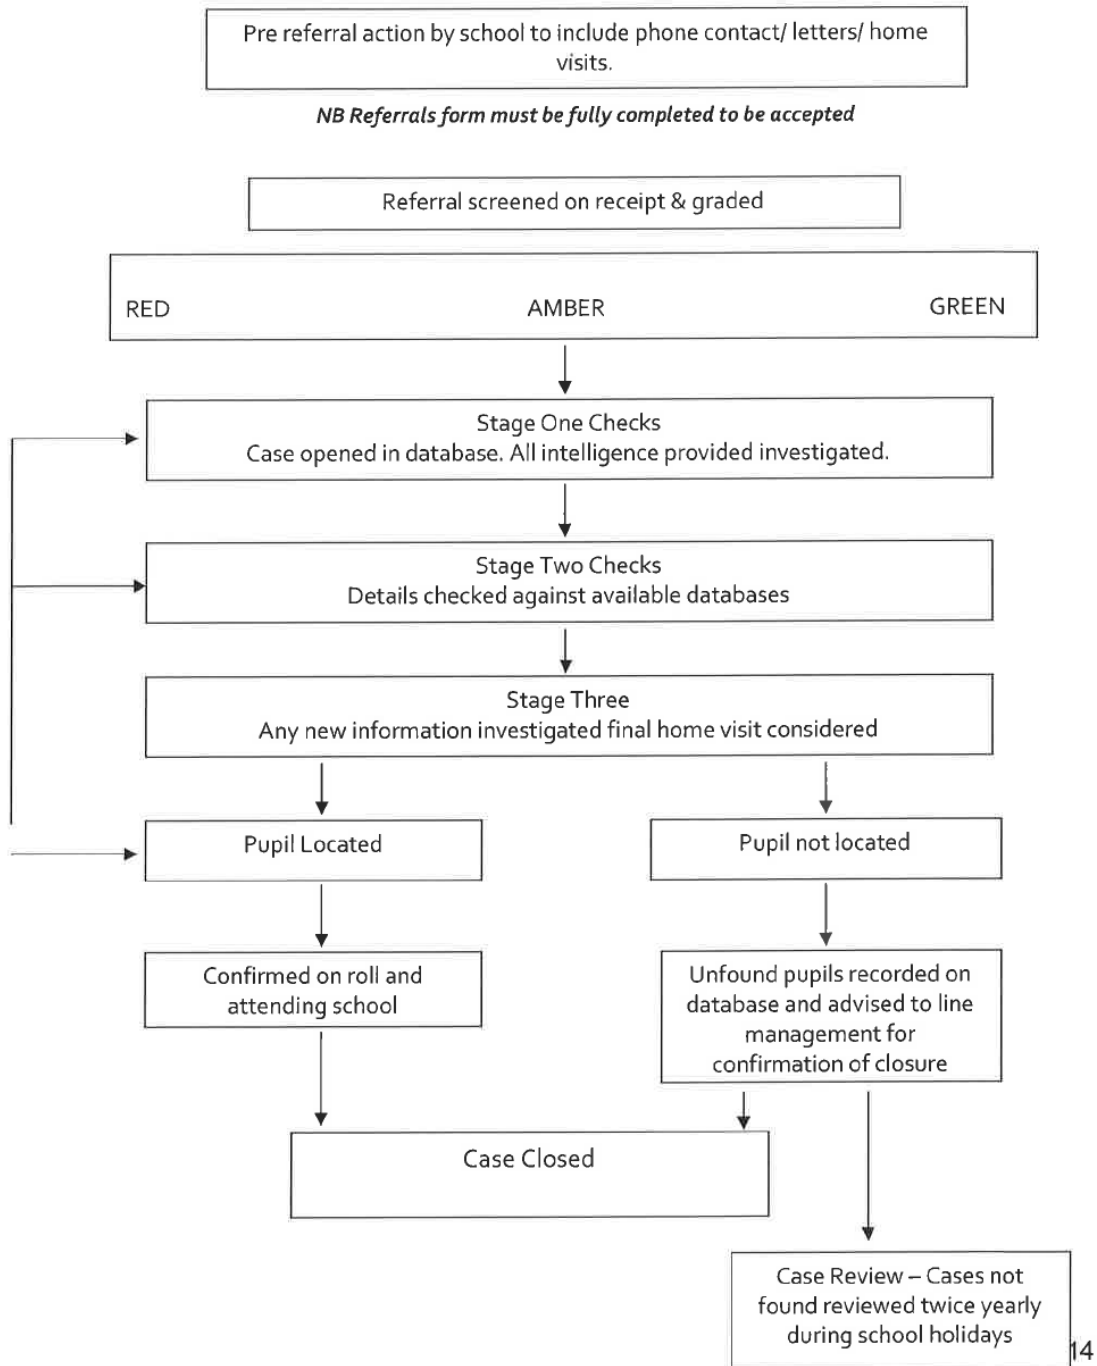 Pre referral action by school to include phone contact/ letters/ home
visits.
NB Referrals form must be fully completed to be accepted
Referral screened on receipt & graded
RED AMBER GREEN
Stage One Checks
Case opened in database. All intelligence provided investigated.
Stage Two Checks
Details checked against available databases
Stage Three
Any new information investigated final home visit considered
Pupil Located
Pupil not located
Confirmed on roll and
attending school
Unfound pupils recorded on
database and advised to line
management for
confirmation of closure
Case Closed
Case Review – Cases not
found reviewed twice yearly
during school holidays
14